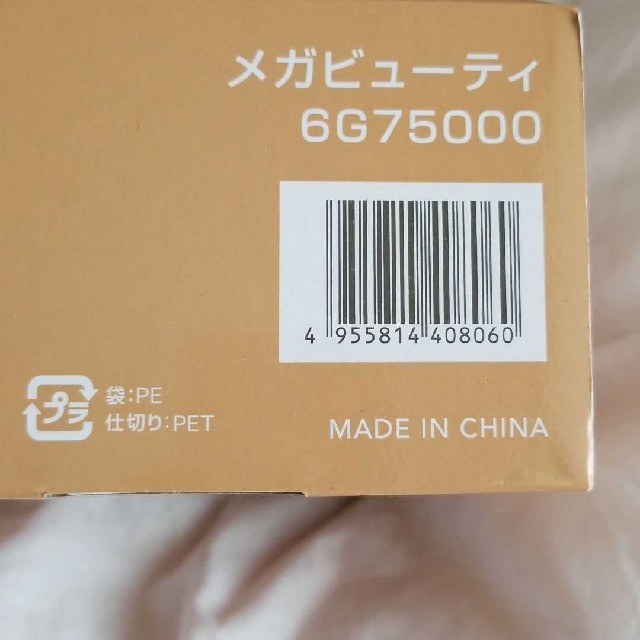 メガビューティ
6G75000
4 955814 408060
プラ
袋:PE
仕切り:PET
MADE IN CHINA